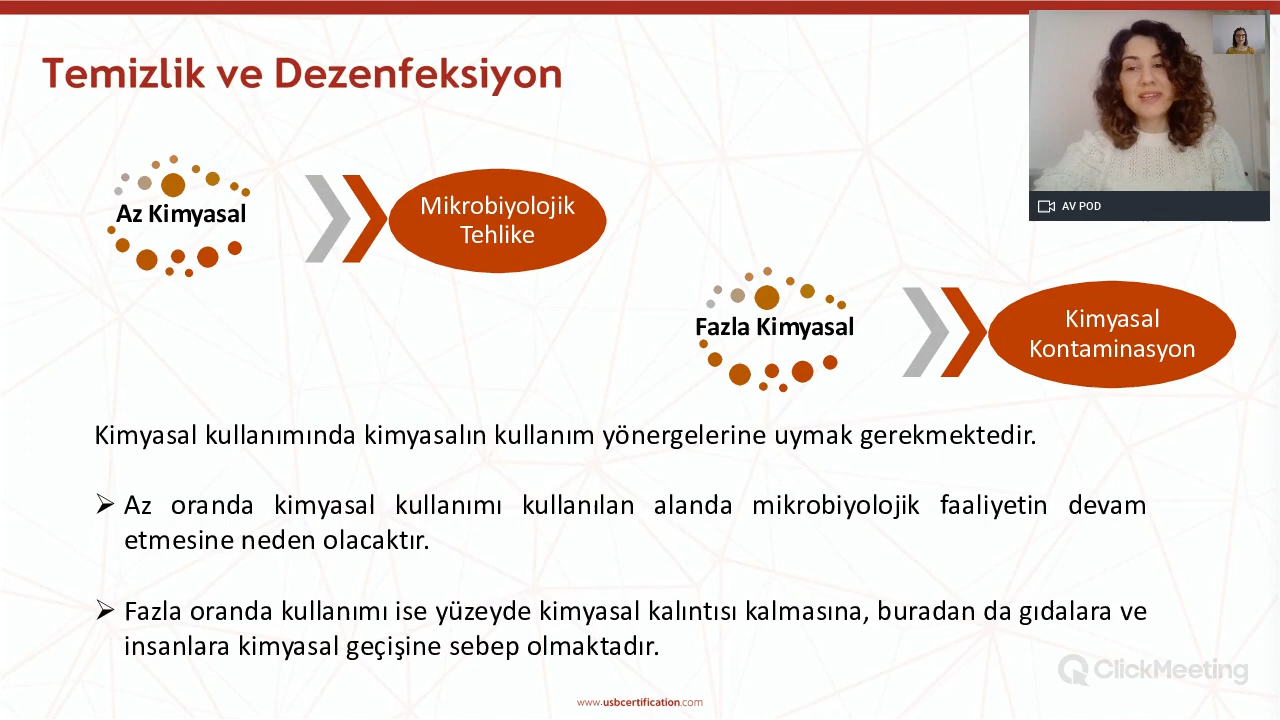 Temizlik ve Dezenfeksiyon
AV POD
Az Kimyasal
Mikrobiyolojik
Tehlike
Fazla Kimyasal
Kimyasal
Kontaminasyon
Kimyasal kullanımında kimyasalın kullanım yönergelerine uymak gerekmektedir.
➢ Az oranda kimyasal kullanımı kullanılan alanda mikrobiyolojik faaliyetin devam
etmesine neden olacaktır.
➢ Fazla oranda kullanımı ise yüzeyde kimyasal kalıntısı kalmasına, buradan da gıdalara ve
insanlara kimyasal geçişine sebep olmaktadır.
ClickMeeting
www.usbcertification.com